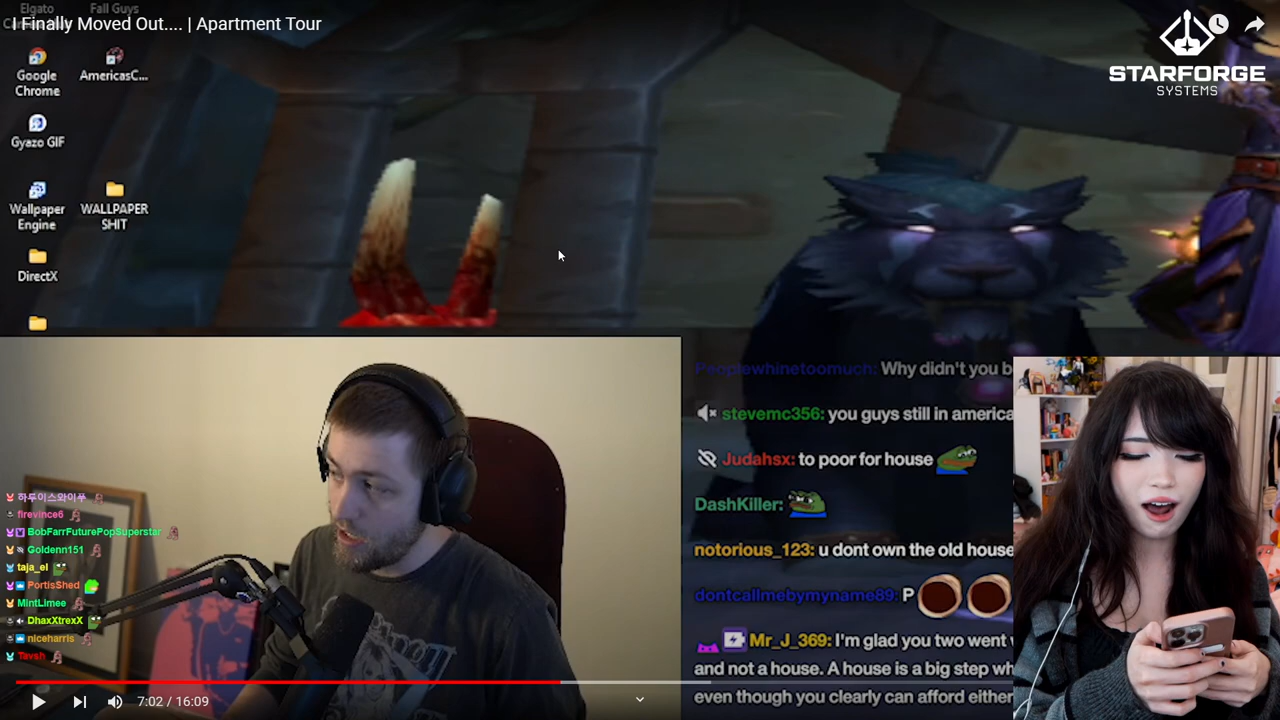 Elgato
Fall Guys
I Finally Moved Out.... | Apartment Tour
STARFORGE
SYSTEMS
Google
Chrome
AmericasC...
Gyazo GIF
Wallpaper
Engine
WALLPAPER
SHIT
DirectX
Peoplewhinetoomuch: Why didn't you b
stevemc356: you guys still in america
Judahsx: to poor for house
DashKiller:
notorious_123: u dont own the old house
dontcallmebymyname89: P
Mr_J_369: I'm glad you two went
and not a house. A house is a big step wh
even though you clearly can afford either
하루이스와이푸
firevince6
BobFarrFuturePopSuperstar
Goldenn151
taja_el
PortisShed
MintLimee
DhaxXtrexX
niceharris
Tavsh
7:02 / 16:09